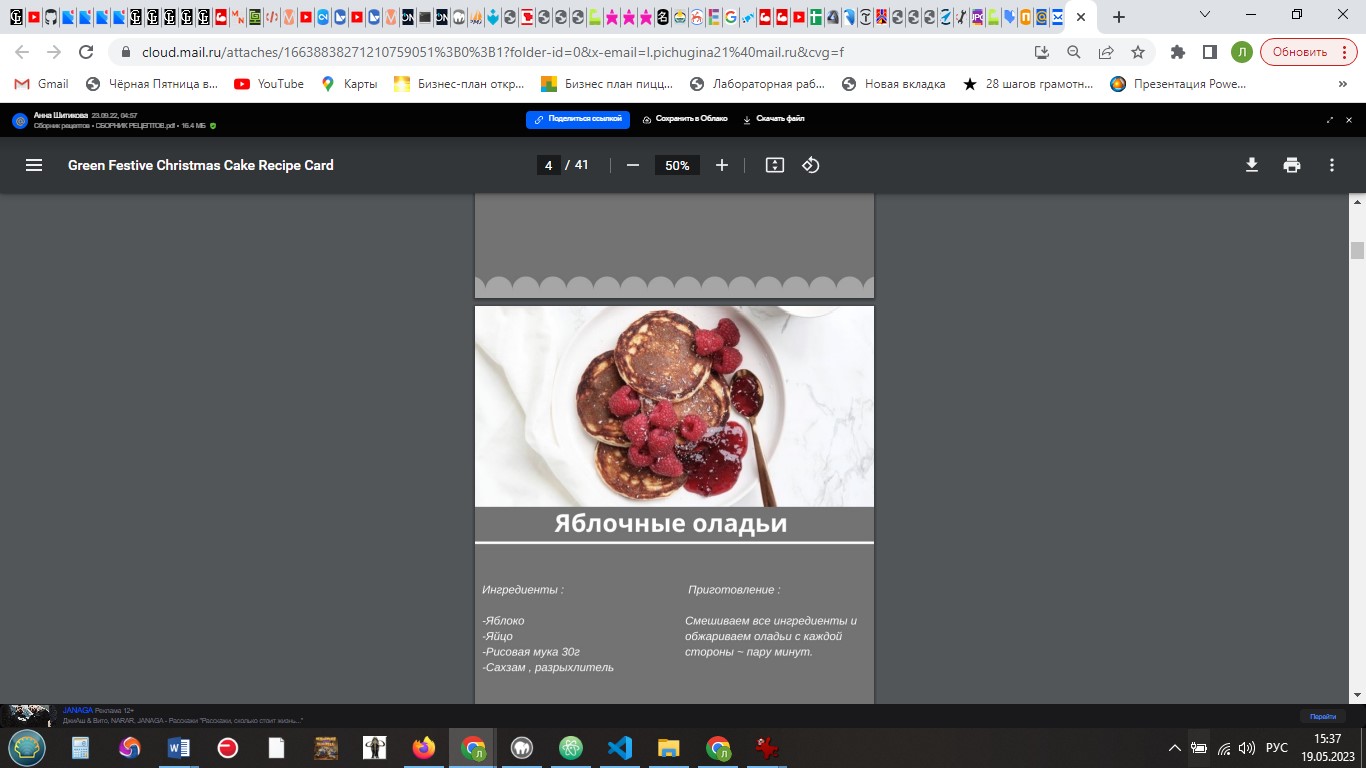 cloud.mail.ru/attaches/16638838271210759051%3B0%3B1?folder-id=0&x-email=l.pichugina21%40mail.ru&cvg=f
Обновить
Gmail
Чёрная Пятница в...
YouTube
Карты
Бизнес-план откр...
Бизнес план пицц...
Лабораторная раб...
Новая вкладка
28 шагов грамотн...
Презентация Powe...
»
Анна Шитикова 23.09.22, 04:57
Сборник рецептов • СБОРНИК РЕЦЕПТОВ.pdf • 16.4 МБ
Поделиться ссылкой
Сохранить в Облако
Скачать файл
Green Festive Christmas Cake Recipe Card
4 / 41
50%
Яблочные оладьи
Ингредиенты :
-Яблоко
-Яйцо
-Рисовая мука 30г
-Сахзам , разрыхлитель
Приготовление :
Смешиваем все ингредиенты и
обжариваем оладьи с каждой
стороны ~ пару минут.
JANAGA Реклама 12+
ДжиАш & Вито, NARAR, JANAGA - Расскажи "Расскажи, сколько стоит жизнь..."
Перейти
РУС
15:37
19.05.2023